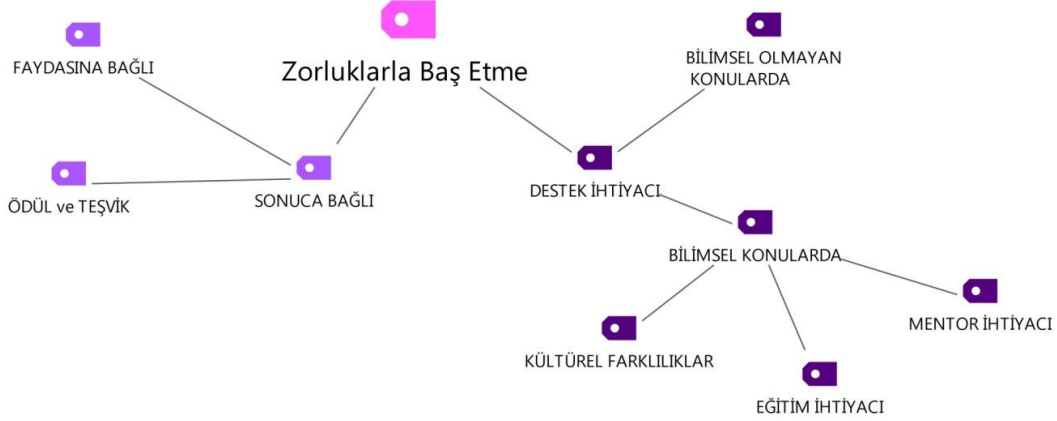 FAYDASINA BAĞLI
Zorluklarla Baş Etme
BİLİMSEL OLMAYAN
KONULARDA
ÖDÜL ve TEŞVİK
SONUCA BAĞLI
DESTEK İHTİYACI
BİLİMSEL KONULARDA
MENTOR İHTİYACI
KÜLTÜREL FARKLILIKLAR
EĞİTİM İHTİYACI